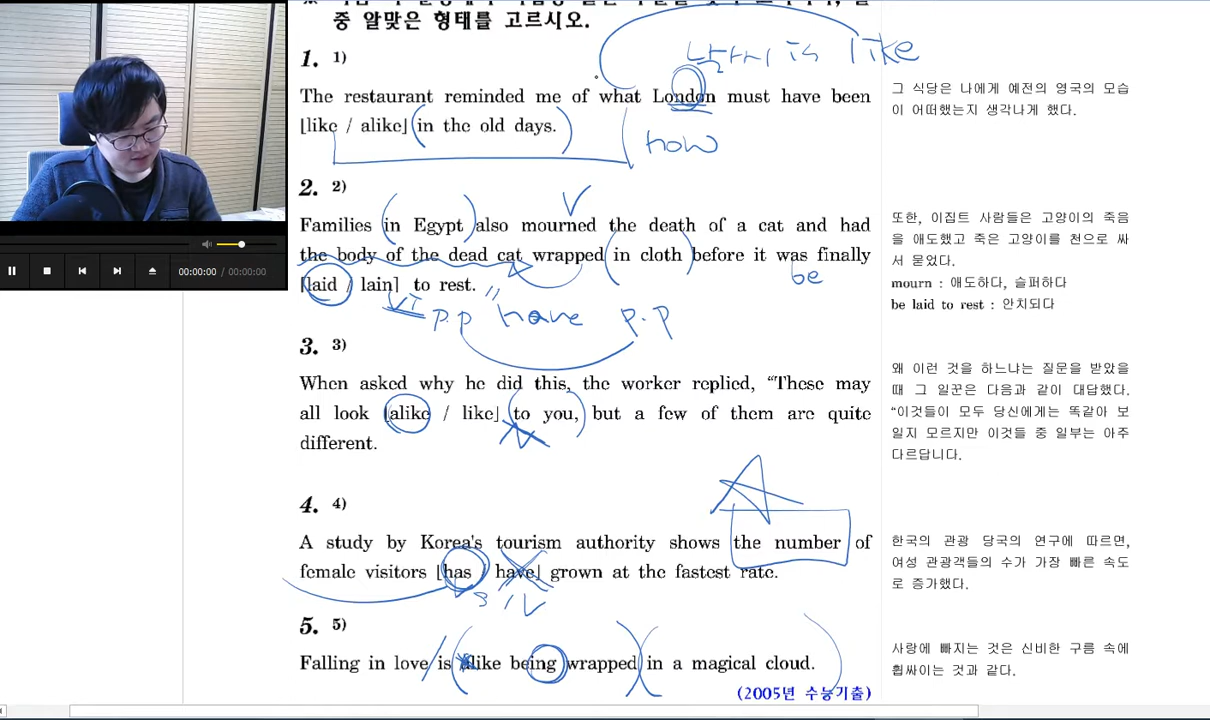 중 알맞은 형태를 고르시오.
날씨 is like
1. 1)
The restaurant reminded me of what London must have been
[like / alike] in the old days.
how
그 식당은 나에게 예전의 영국의 모습
이 어떠했는지 생각나게 했다.
2. 2)
V
Families in Egypt also mourned the death of a cat and had
the body of the dead cat wrapped in cloth before it was finally
be
[laid / lain] to rest.
VT p.p have p.p
또한, 이집트 사람들은 고양이의 죽음
을 애도했고 죽은 고양이를 천으로 싸
서 묻었다.
mourn : 애도하다, 슬퍼하다
be laid to rest : 안치되다
00:00:00 / 00:00:00
3. 3)
When asked why he did this, the worker replied, “These may
all look [alike / like] to you, but a few of them are quite
different.
왜 이런 것을 하느냐는 질문을 받았을
때 그 일꾼은 다음과 같이 대답했다.
“이것들이 모두 당신에게는 똑같아 보
일지 모르지만 이것들 중 일부는 아주
다르답니다.
4. 4)
A study by Korea's tourism authority shows the number of
female visitors [has / have] grown at the fastest rate.
한국의 관광 당국의 연구에 따르면,
여성 관광객들의 수가 가장 빠른 속도
로 증가했다.
5. 5)
Falling in love is alike being wrapped in a magical cloud.
(2005년 수능기출)
사랑에 빠지는 것은 신비한 구름 속에
휩싸이는 것과 같다.